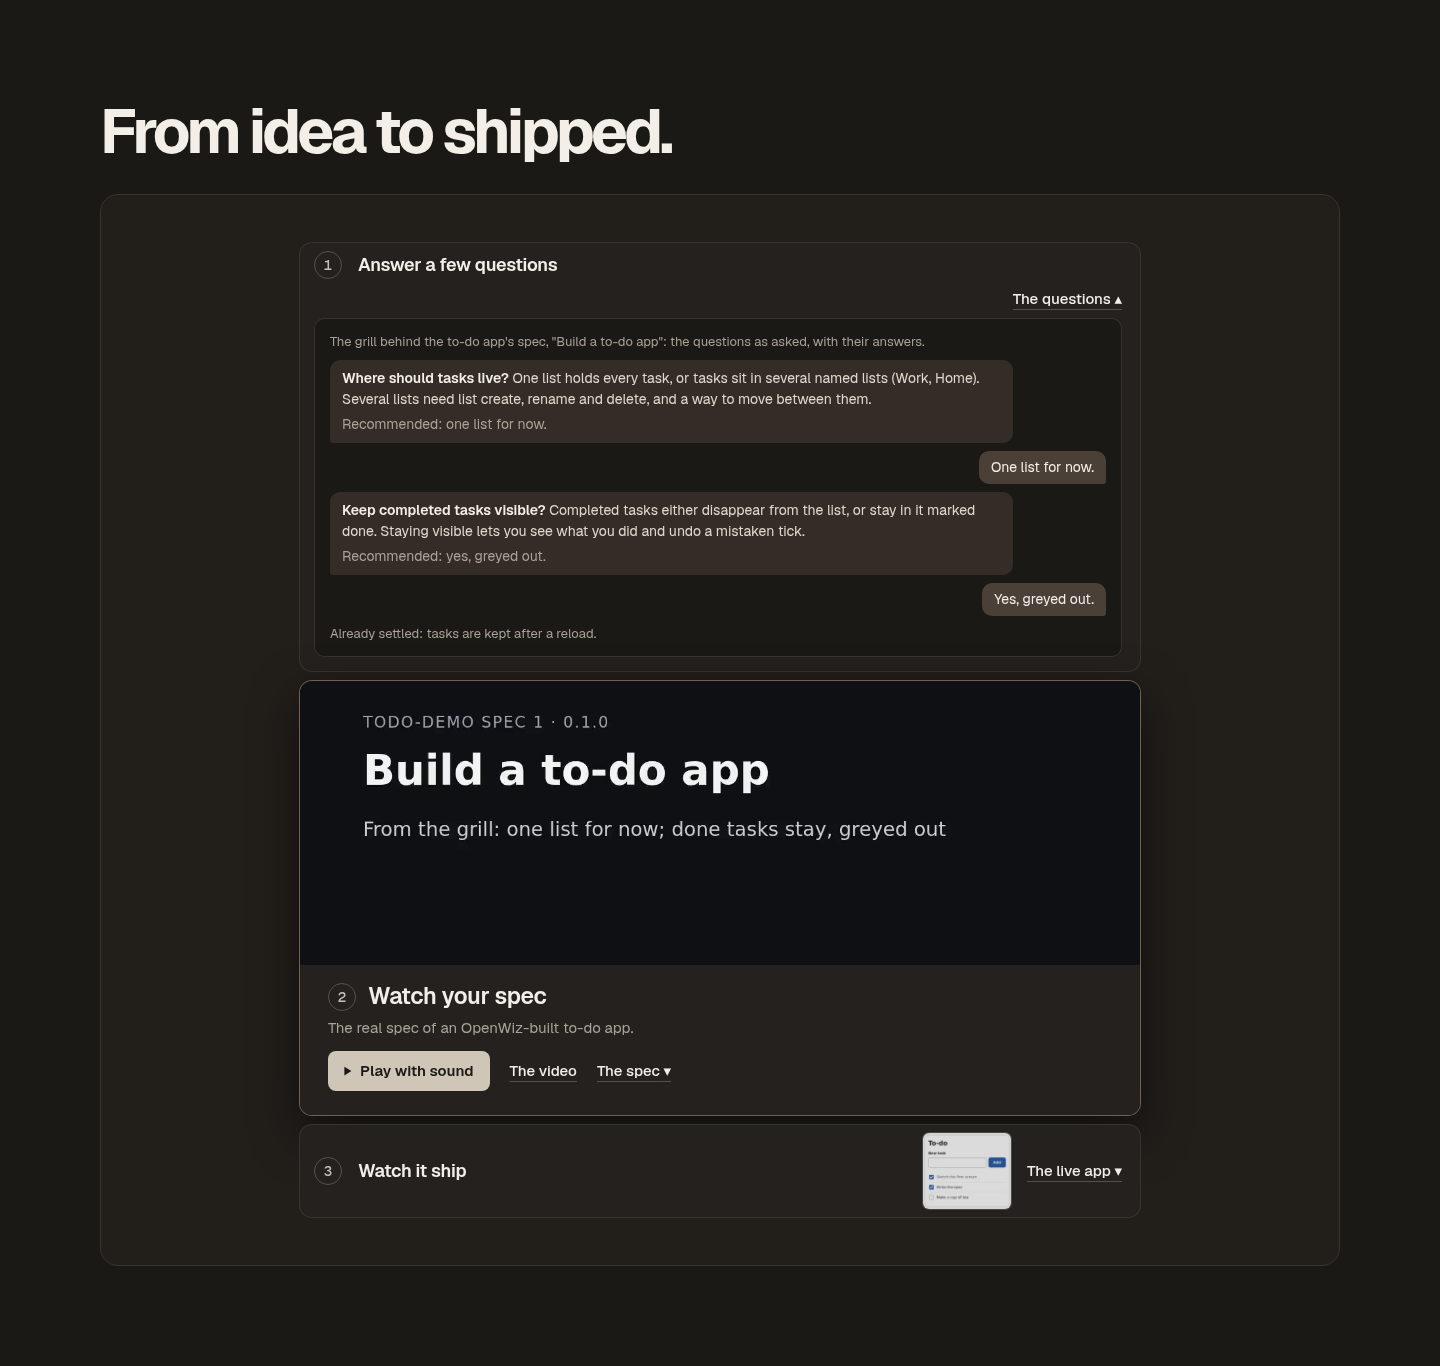 From idea to shipped.
1 Answer a few questions
The questions ▴
The grill behind the to-do app's spec, "Build a to-do app": the questions as asked, with their answers.
Where should tasks live? One list holds every task, or tasks sit in several named lists (Work, Home).
Several lists need list create, rename and delete, and a way to move between them.
Recommended: one list for now.
One list for now.
Keep completed tasks visible? Completed tasks either disappear from the list, or stay in it marked
done. Staying visible lets you see what you did and undo a mistaken tick.
Recommended: yes, greyed out.
Yes, greyed out.
Already settled: tasks are kept after a reload.
TODO-DEMO SPEC 1 · 0.1.0
Build a to-do app
From the grill: one list for now; done tasks stay, greyed out
2 Watch your spec
The real spec of an OpenWiz-built to-do app.
▶ Play with sound The video The spec ▾
To-do
New task
Add
3 Watch it ship
The live app ▾